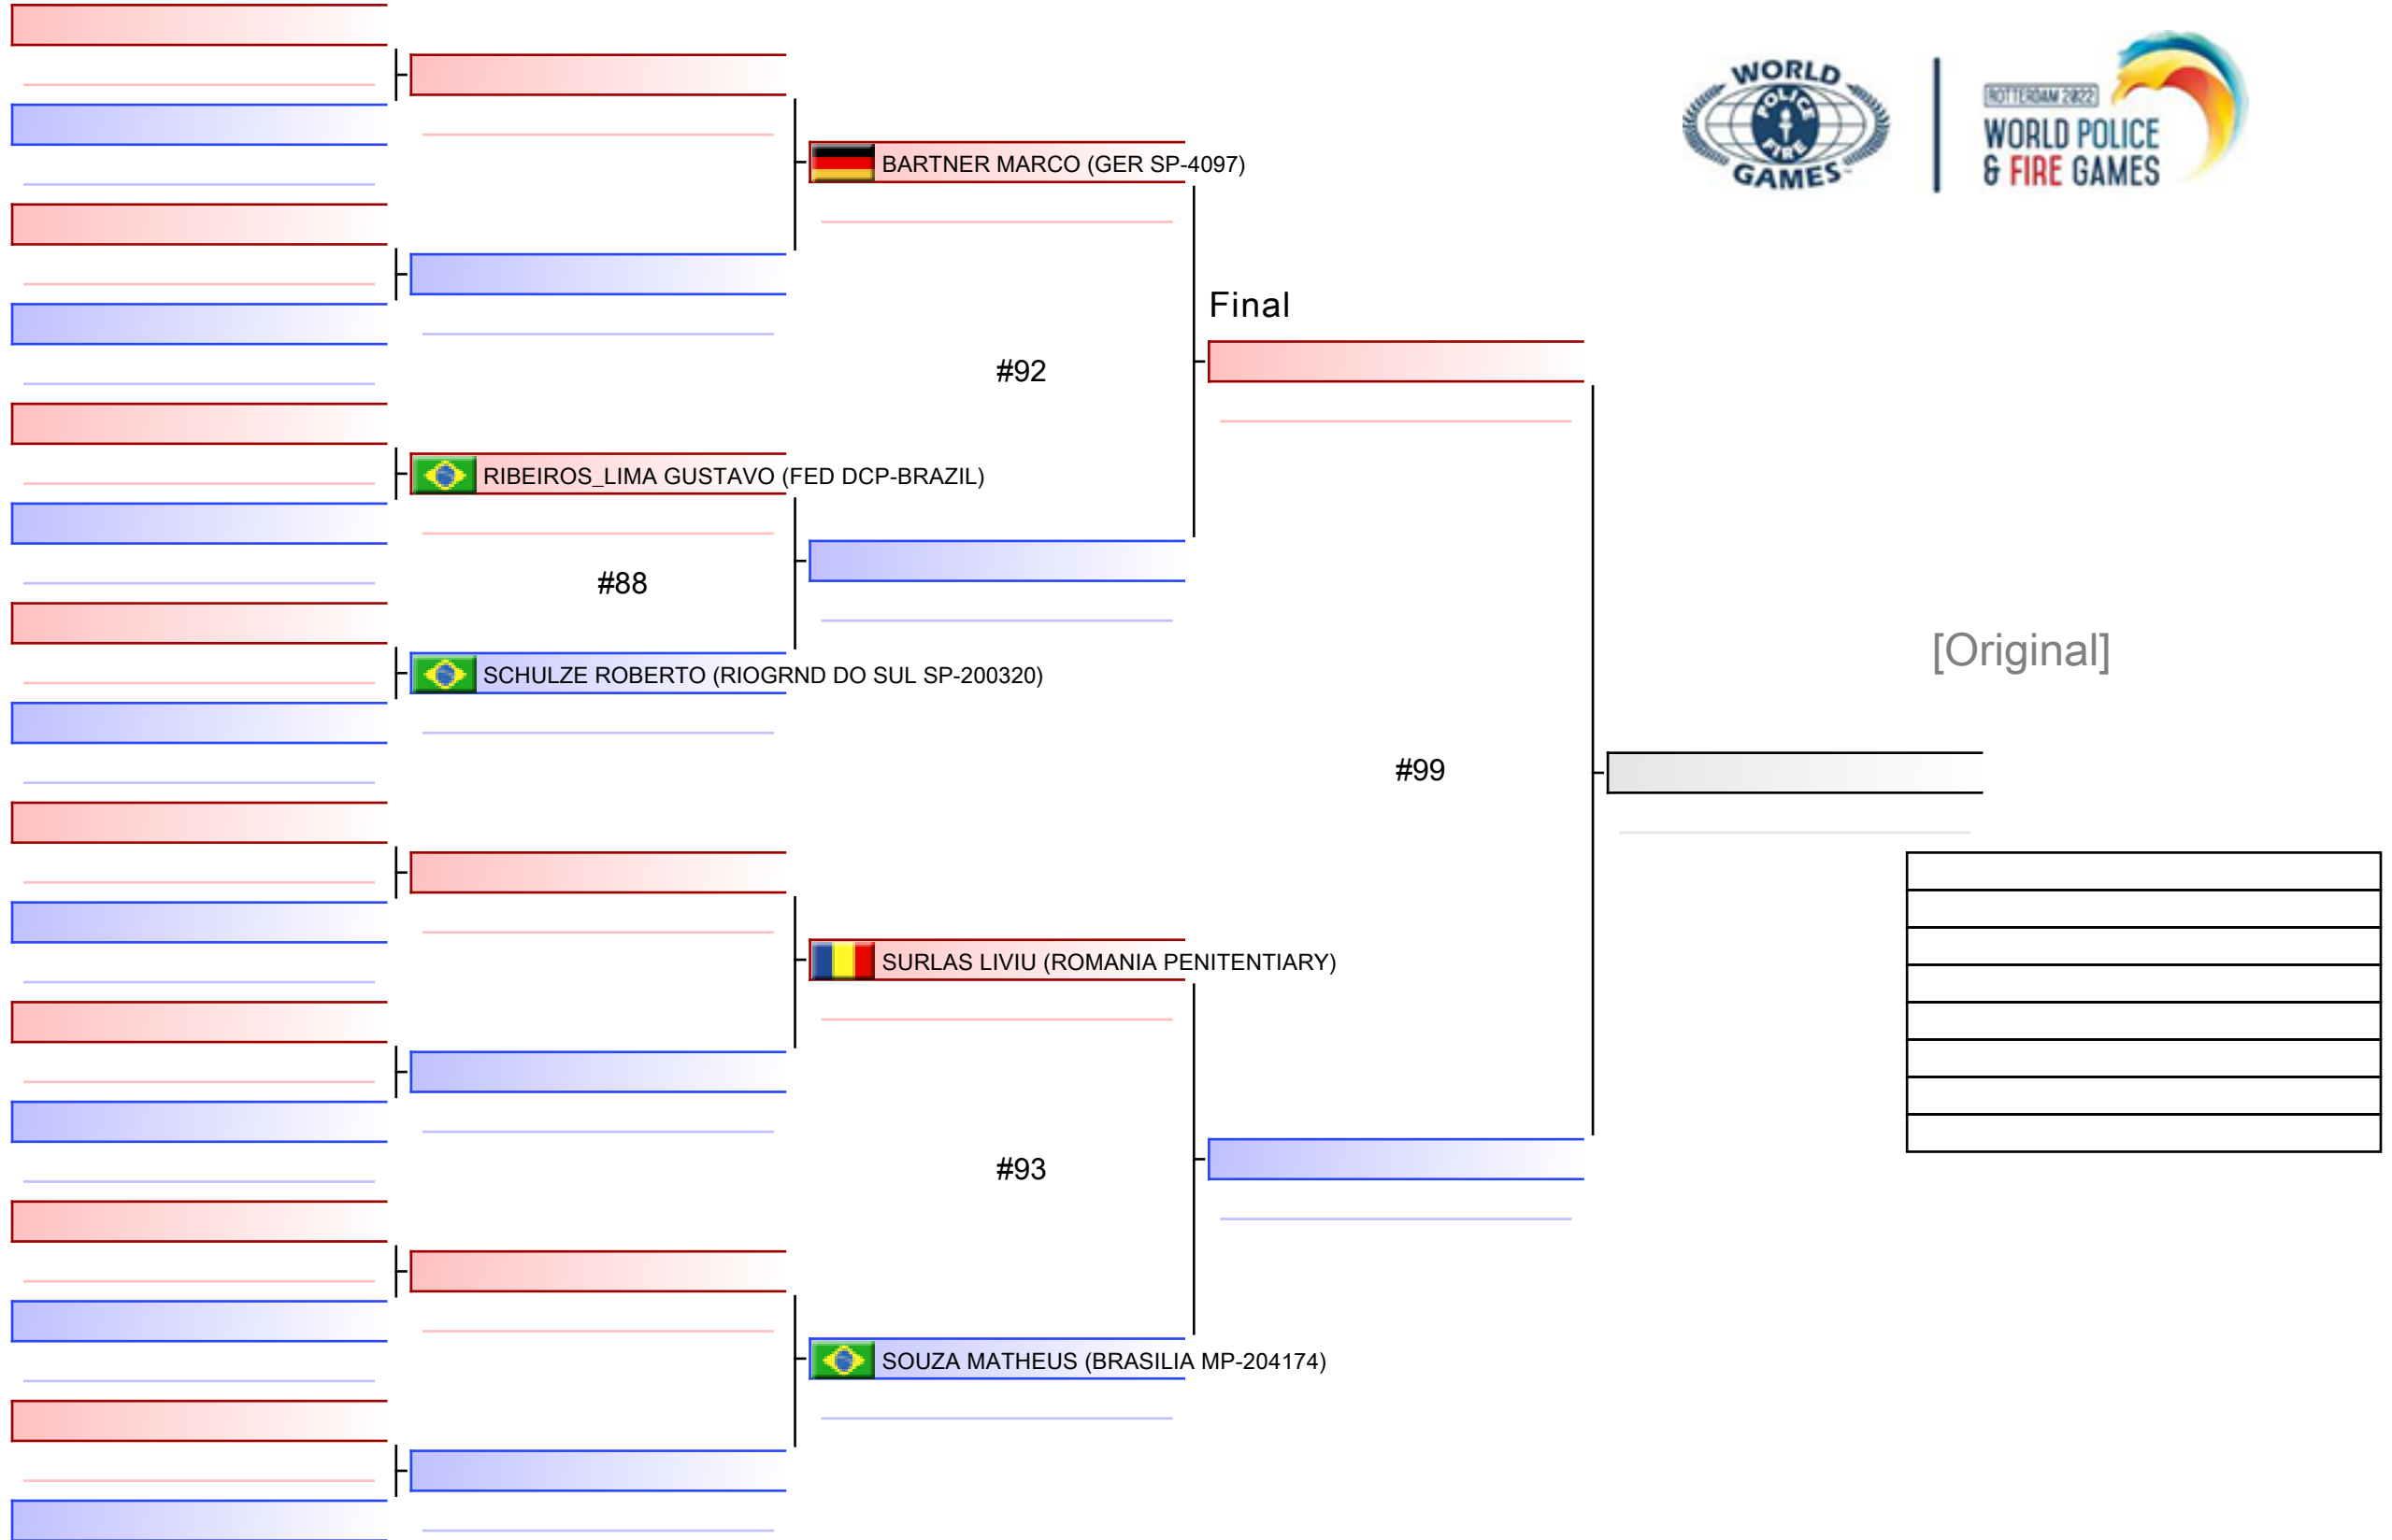 WORLD
POLICE
FIRE
GAMES
ROTTERDAM 2022
WORLD POLICE
& FIRE GAMES
BARTNER MARCO (GER SP-4097)
Final
#92
RIBEIROS_LIMA GUSTAVO (FED DCP-BRAZIL)
#88
[Original]
SCHULZE ROBERTO (RIOGRND DO SUL SP-200320)
#99
SURLAS LIVIU (ROMANIA PENITENTIARY)
#93
SOUZA MATHEUS (BRASILIA MP-204174)